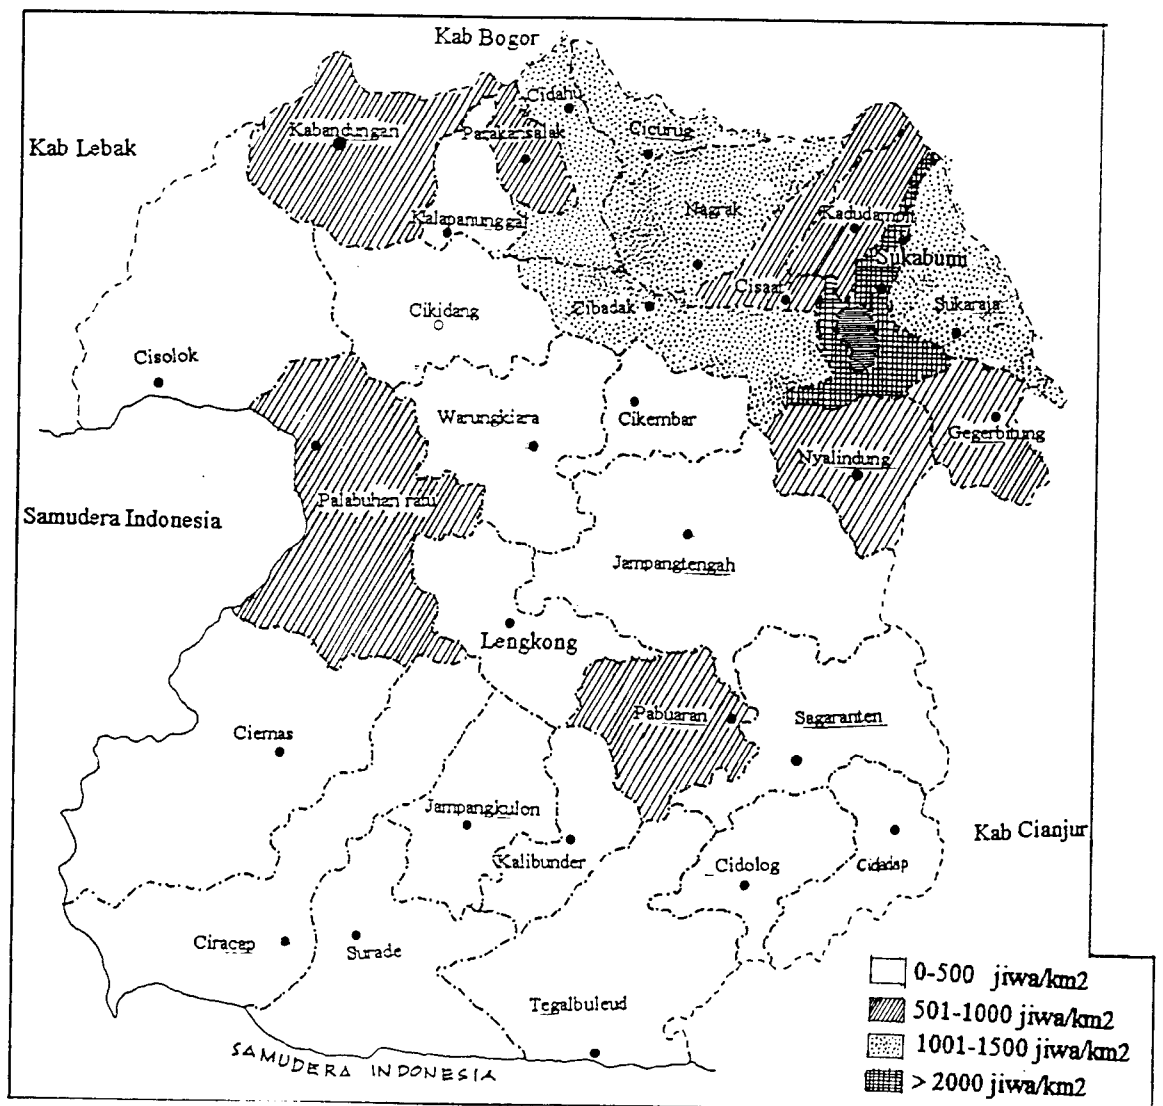 Kab Bogor
Cidahu
Kabandungan
Parakansalak
Cicurug
Kab Lebak
Nagrak
Kalapanunggal
Kadudampit
Sukabumi
Cisaat
Cikidang
Cibadak
Sukaraja
Cisolok
Warungkiara
Cikembar
Gegerbitung
Nyalindung
Palabuhan ratu
Samudera Indonesia
Jampangtengah
Lengkong
Pabuaran
Sagaranten
Ciemas
Jampangkulon
Kab Cianjur
Kalibunder
Cidolog
Cidadap
Ciracap
Surade
Tegalbuleud
SAMUDERA INDONESIA
0-500 jiwa/km2
501-1000 jiwa/km2
1001-1500 jiwa/km2
> 2000 jiwa/km2